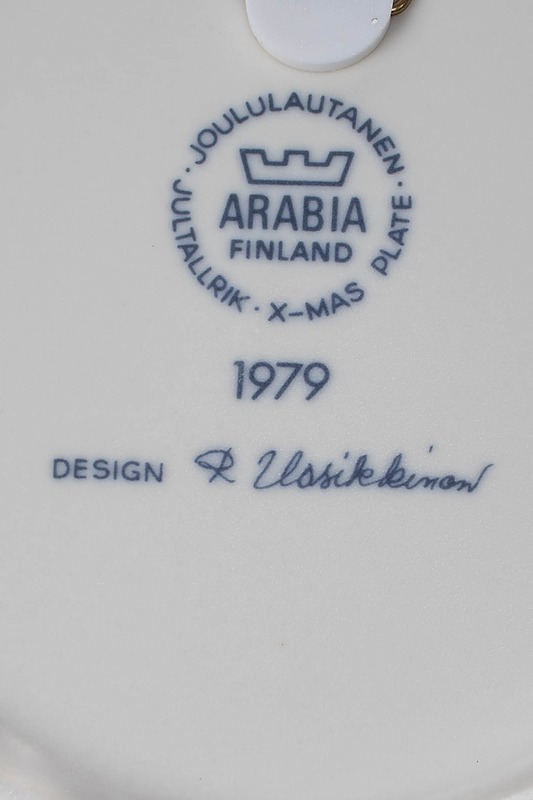 · JOULULAUTANEN ·
JULTALLRIK · X-MAS PLATE
ARABIA
FINLAND
1979
DESIGN R Uosikkinen